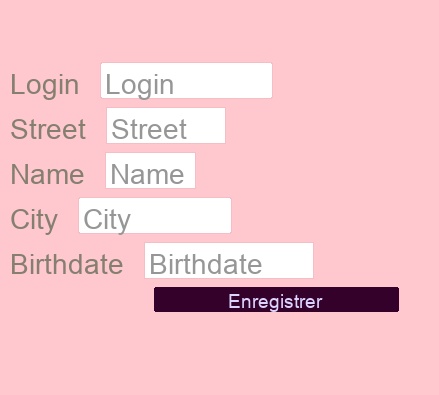 Login Login
Street Street
Name Name
City City
Birthdate Birthdate
Enregistrer